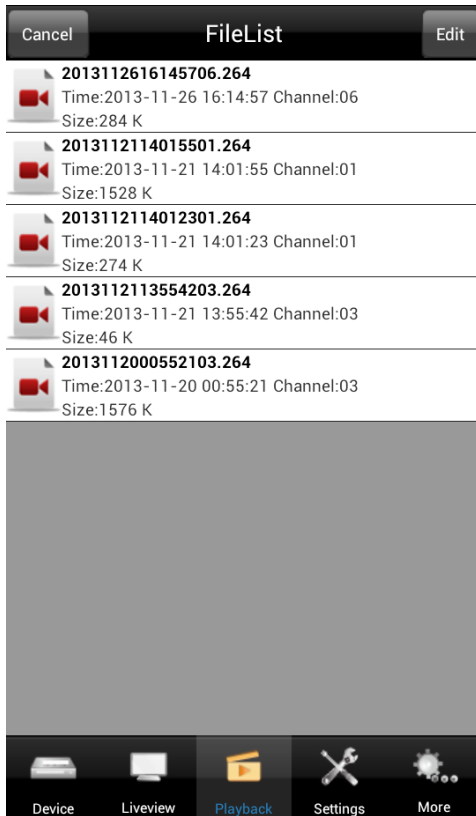 Cancel FileList Edit
2013112616145706.264
Time:2013-11-26 16:14:57 Channel:06
Size:284 K
2013112114015501.264
Time:2013-11-21 14:01:55 Channel:01
Size:1528 K
2013112114012301.264
Time:2013-11-21 14:01:23 Channel:01
Size:274 K
2013112113554203.264
Time:2013-11-21 13:55:42 Channel:03
Size:46 K
2013112000552103.264
Time:2013-11-20 00:55:21 Channel:03
Size:1576 K
Device Liveview Playback Settings More